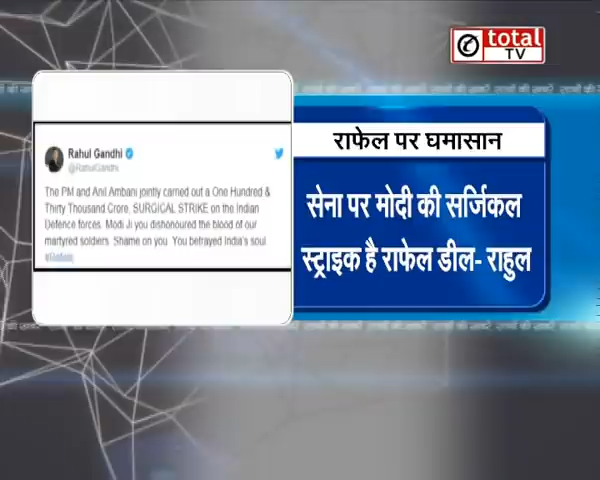 total
TV
राफेल पर घमासान
Rahul Gandhi
@RahulGandhi
The PM and Anil Ambani jointly carried out a One Hundred &
Thirty Thousand Crore, SURGICAL STRIKE on the Indian
Defence forces. Modi Ji you dishonoured the blood of our
martyred soldiers. Shame on you. You betrayed India's soul.
#Rafale
सेना पर मोदी की सर्जिकल
स्ट्राइक है राफेल डील- राहुल